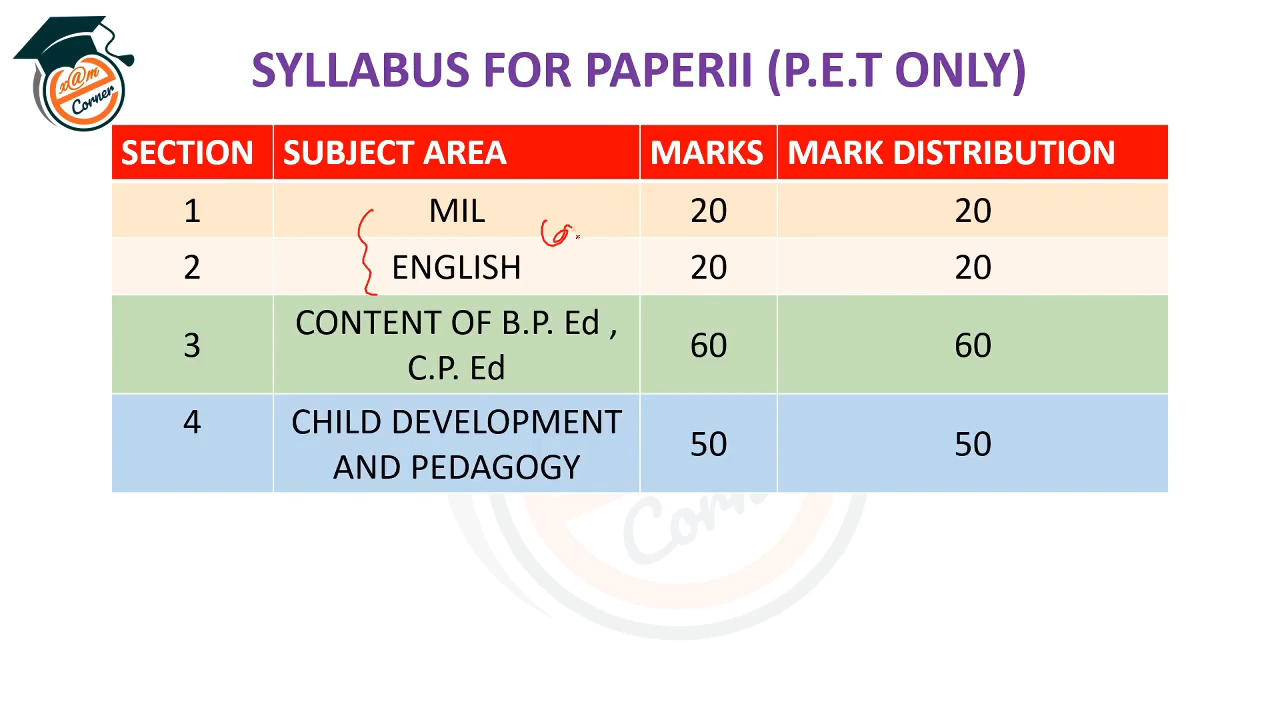 x@m
Corner
SYLLABUS FOR PAPERII (P.E.T ONLY)
SECTION SUBJECT AREA MARKS MARK DISTRIBUTION
1 MIL 20 20
2 ENGLISH 20 20
3 CONTENT OF B.P. Ed , C.P. Ed 60 60
4 CHILD DEVELOPMENT AND PEDAGOGY 50 50
Corner